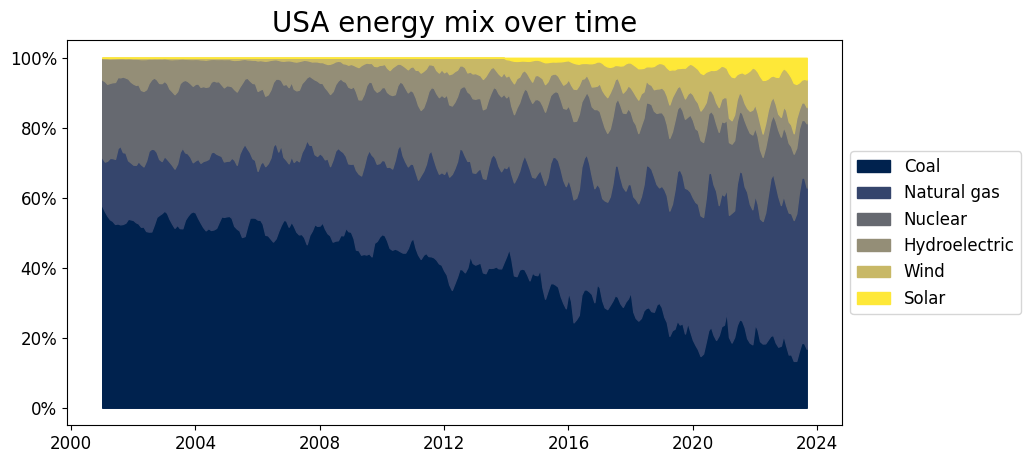 USA energy mix over time
100%
80%
60%
40%
20%
0%
2000 2004 2008 2012 2016 2020 2024
Coal
Natural gas
Nuclear
Hydroelectric
Wind
Solar